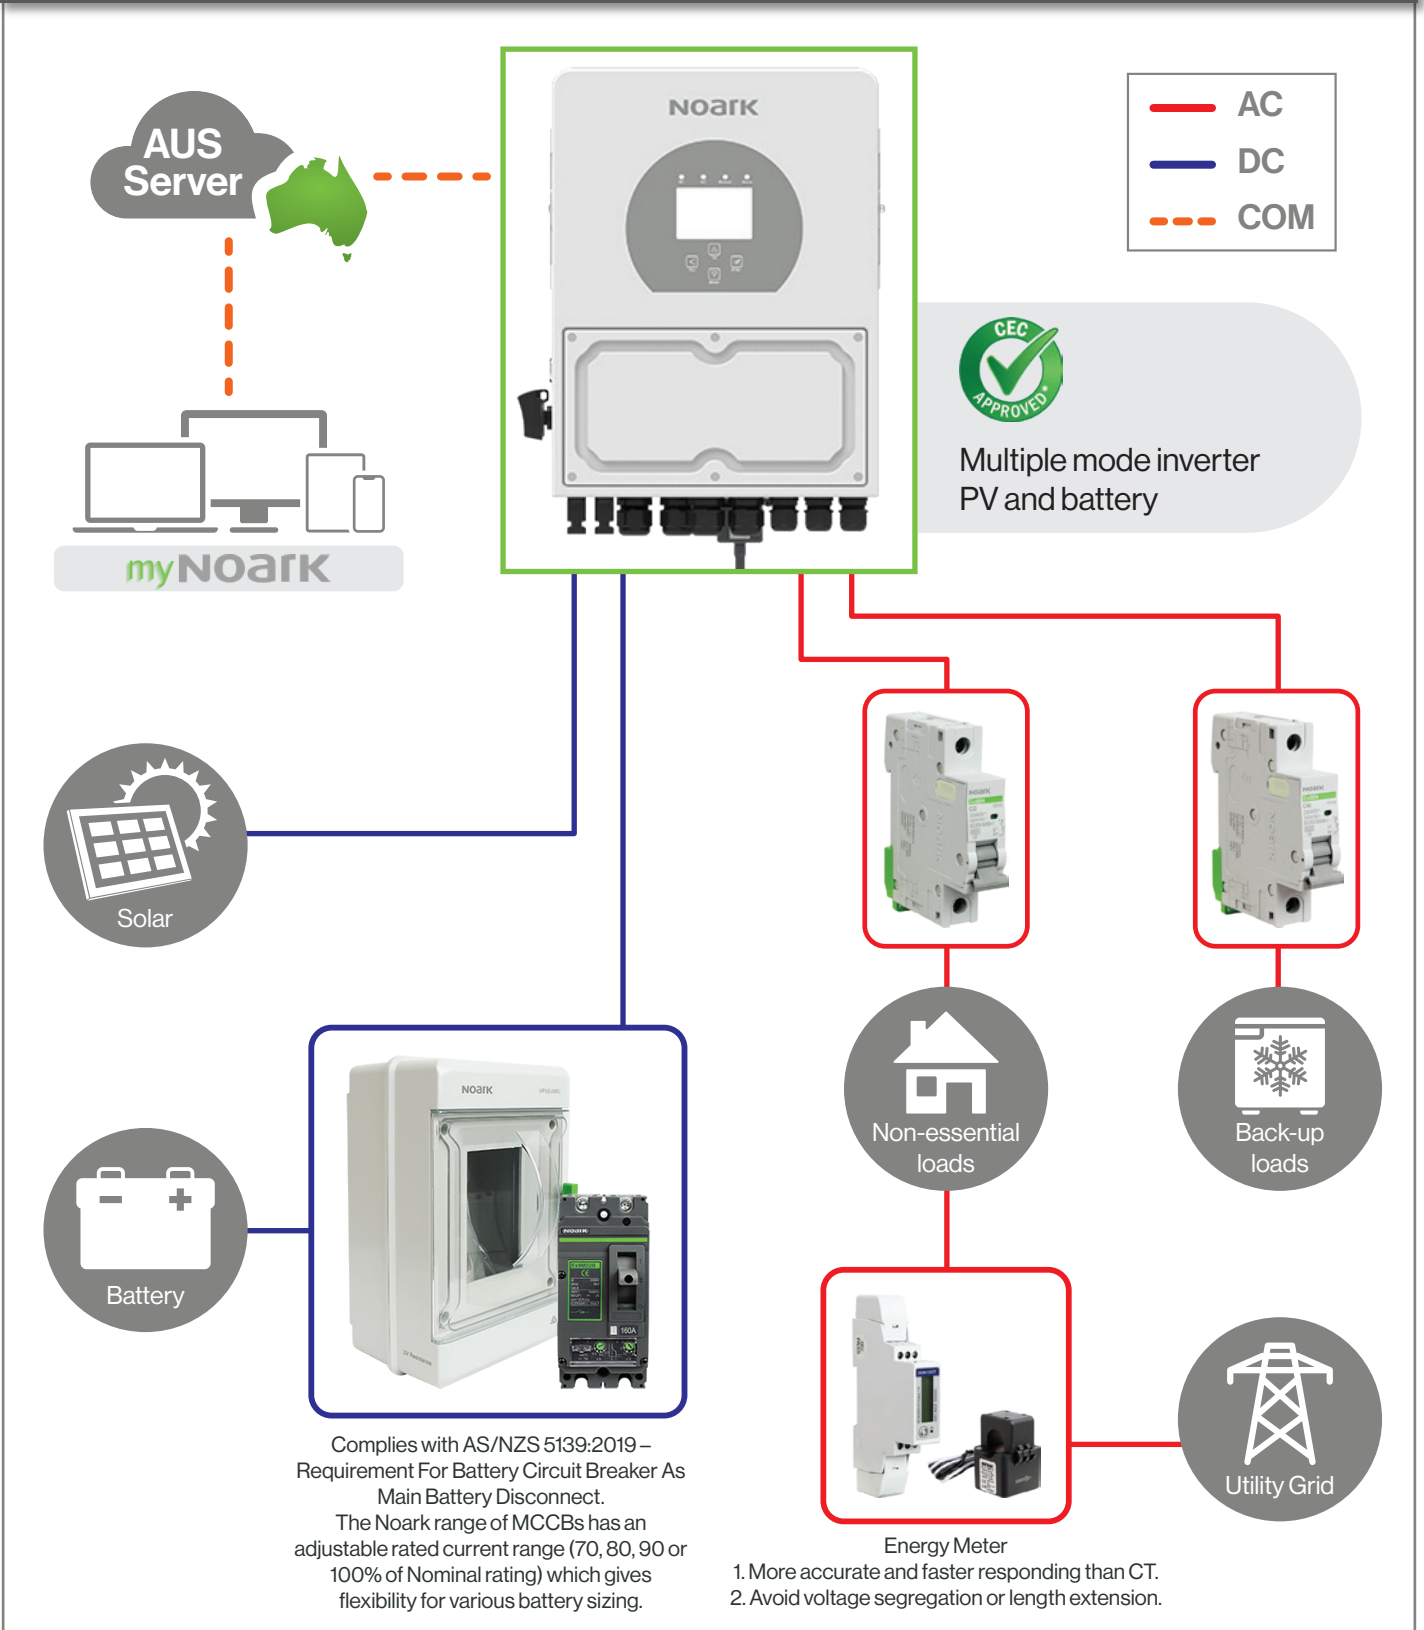 AUS
Server
NOARK
AC
DC
COM
CEC
APPROVED*
Multiple mode inverter
PV and battery
myNOARK
Solar
NOARK
NOARK
Non-essential
loads
Back-up
loads
NOARK
NOARK
160A
Battery
Utility Grid
Complies with AS/NZS 5139:2019 –
Requirement For Battery Circuit Breaker As
Main Battery Disconnect.
The Noark range of MCCBs has an
adjustable rated current range (70, 80, 90 or
100% of Nominal rating) which gives
flexibility for various battery sizing.
Energy Meter
1. More accurate and faster responding than CT.
2. Avoid voltage segregation or length extension.